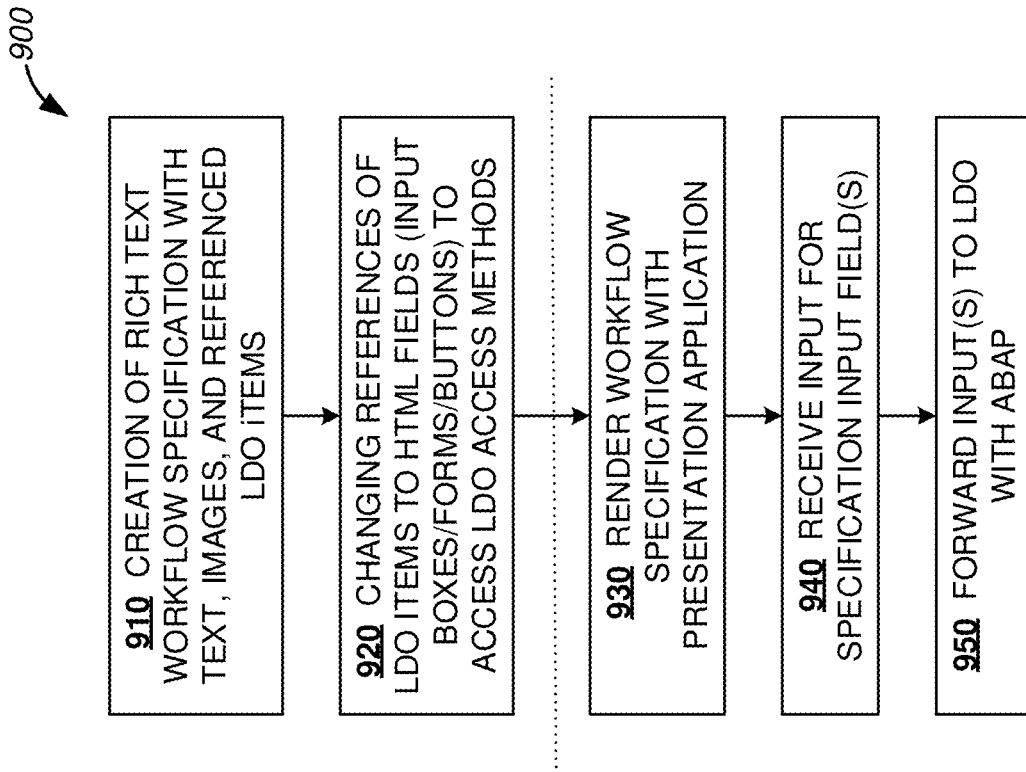 900
910 CREATION OF RICH TEXT
WORKFLOW SPECIFICATION WITH
TEXT, IMAGES, AND REFERENCED
LDO iTEMS
920 CHANGING REFERENCES OF
LDO ITEMS TO HTML FIELDS (INPUT
BOXES/FORMS/BUTTONS) TO
ACCESS LDO ACCESS METHODS
930 RENDER WORKFLOW
SPECIFICATION WITH
PRESENTATION APPLICATION
940 RECEIVE INPUT FOR
SPECIFICATION INPUT FIELD(S)
950 FORWARD INPUT(S) TO LDO
WITH ABAP